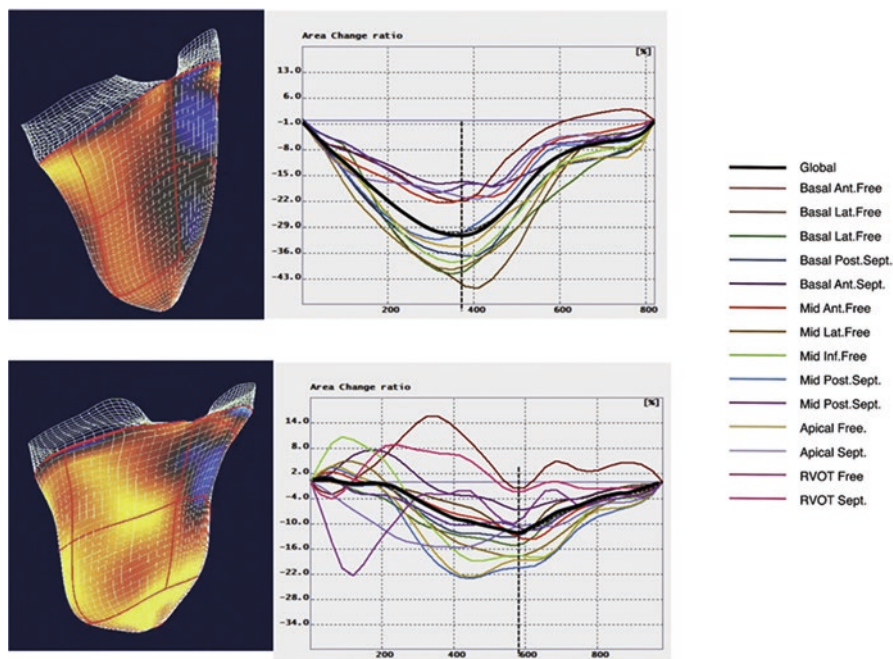 Area Change ratio
[%]
13.0
6.0
-1.0
-8.0
-15.0
-22.0
-29.0
-36.0
-43.0
200 400 600 800
Area Change ratio
[%]
14.0
8.0
2.0
-4.0
-10.0
-16.0
-22.0
-28.0
-34.0
200 400 600 800
Global
Basal Ant.Free
Basal Lat.Free
Basal Lat.Free
Basal Post.Sept.
Basal Ant.Sept.
Mid Ant.Free
Mid Lat.Free
Mid Inf.Free
Mid Post.Sept.
Mid Post.Sept.
Apical Free.
Apical Sept.
RVOT Free
RVOT Sept.